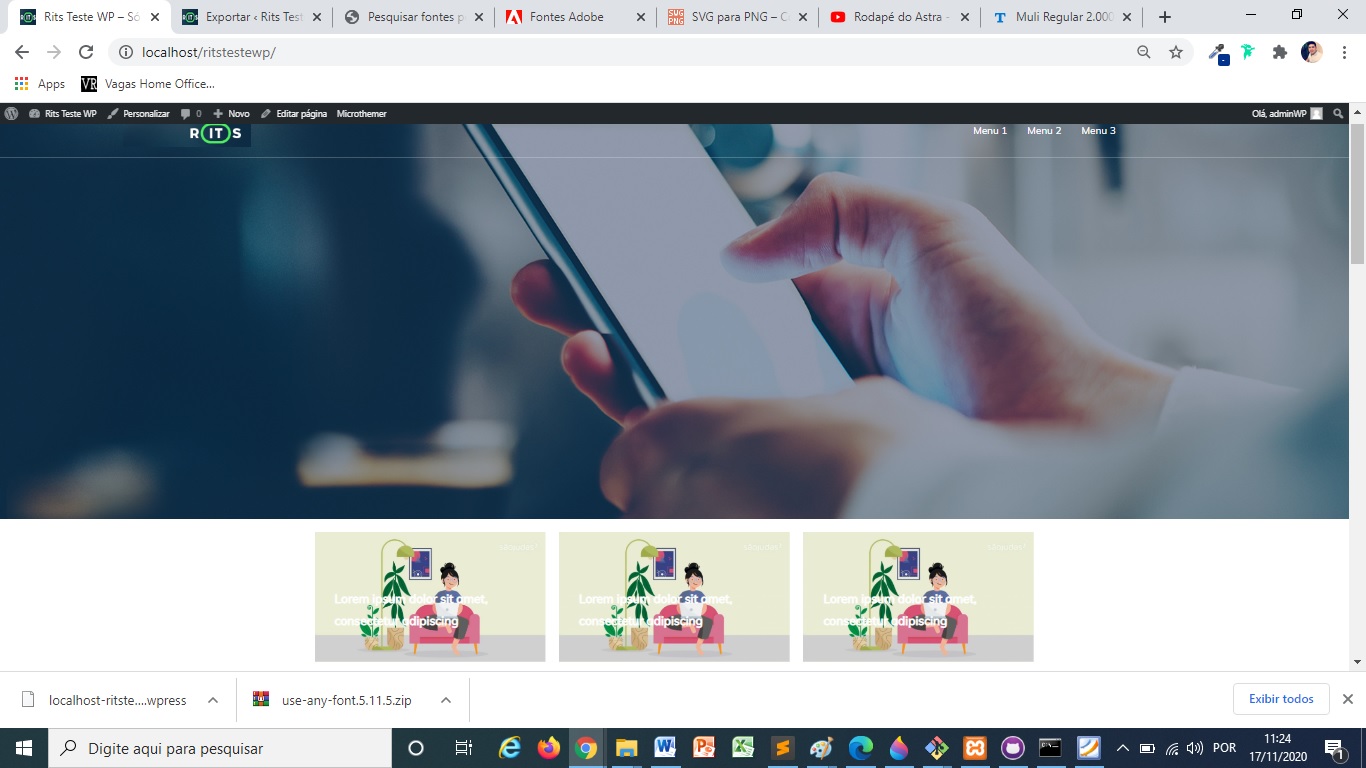 Rits Teste WP – Só
Exportar ‹ Rits Test
Pesquisar fontes p
Fontes Adobe
SVG para PNG – C
Rodapé do Astra -
Muli Regular 2.000
localhost/ritstestewp/
Apps
Vagas Home Office...
Rits Teste WP
Personalizar
0
Novo
Editar página
Microthemer
Olá, adminWP
R IT S
Menu 1
Menu 2
Menu 3
Lorem ipsum dolor sit amet,
consectetur adipiscing
Lorem ipsum dolor sit amet,
consectetur adipiscing
Lorem ipsum dolor sit amet,
consectetur adipiscing
localhost-ritste....wpress
use-any-font.5.11.5.zip
Exibir todos
Digite aqui para pesquisar
POR
11:24
17/11/2020
1